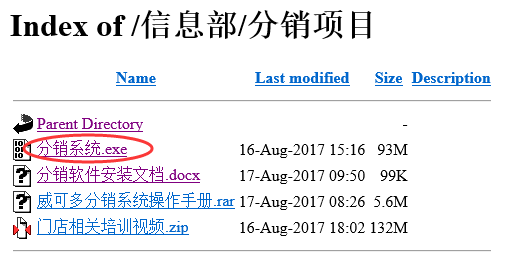 Index of /信息部/分销项目
Name Last modified Size Description
Parent Directory -
分销系统.exe 16-Aug-2017 15:16 93M
分销软件安装文档.docx 17-Aug-2017 09:50 99K
威可多分销系统操作手册.rar 17-Aug-2017 08:26 5.6M
门店相关培训视频.zip 16-Aug-2017 18:02 132M